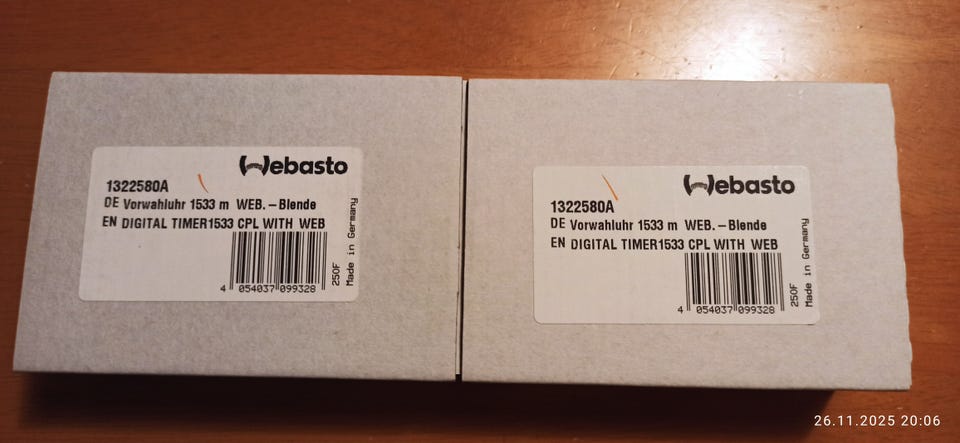 Webasto
1322580A
DE Vorwahluhr 1533 m WEB.-Blende
EN DIGITAL TIMER1533 CPL WITH WEB
4 054037 099328
250F
Made in Germany
Webasto
1322580A
DE Vorwahluhr 1533 m WEB.-Blende
EN DIGITAL TIMER1533 CPL WITH WEB
4 054037 099328
250F
Made in Germany
26.11.2025 20:06